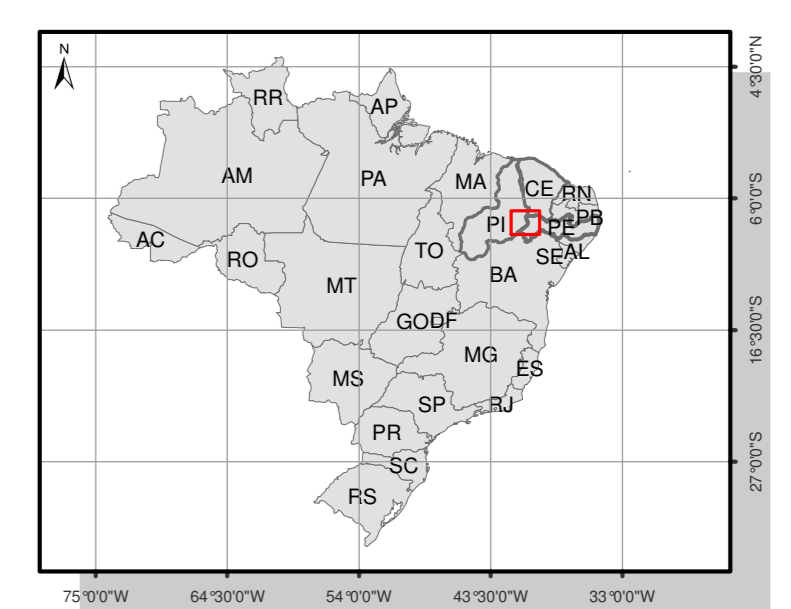 N
RR
AP
AM
PA
MA
CE
RN
PB
PI
PE
AC
RO
TO
SE
AL
MT
BA
GO
DF
MG
ES
MS
SP
RJ
PR
SC
RS
4°30'0"N
6°0'0"S
16°30'0"S
27°0'0"S
75°0'0"W
64°30'0"W
54°0'0"W
43°30'0"W
33°0'0"W